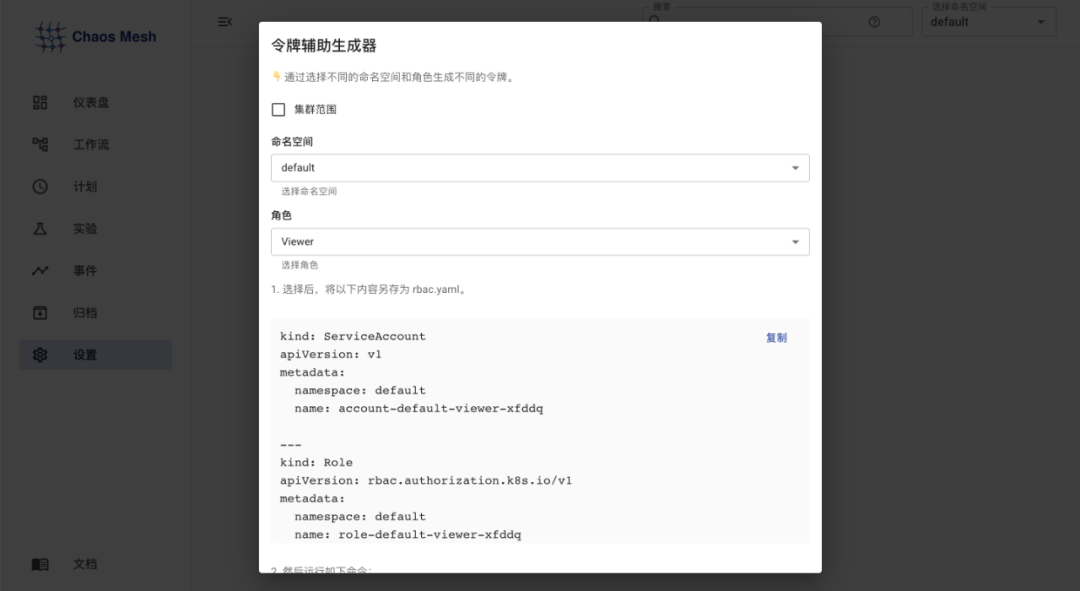 Chaos Mesh
仪表盘
工作流
计划
实验
事件
归档
设置
文档
搜索
选择命名空间
default
令牌辅助生成器
👇 通过选择不同的命名空间和角色生成不同的令牌。
集群范围
命名空间
default
选择命名空间
角色
Viewer
选择角色
1. 选择后，将以下内容另存为 rbac.yaml。
复制
kind: ServiceAccount
apiVersion: v1
metadata:
  namespace: default
  name: account-default-viewer-xfddq
---
kind: Role
apiVersion: rbac.authorization.k8s.io/v1
metadata:
  namespace: default
  name: role-default-viewer-xfddq
2. 然后运行如下命令：